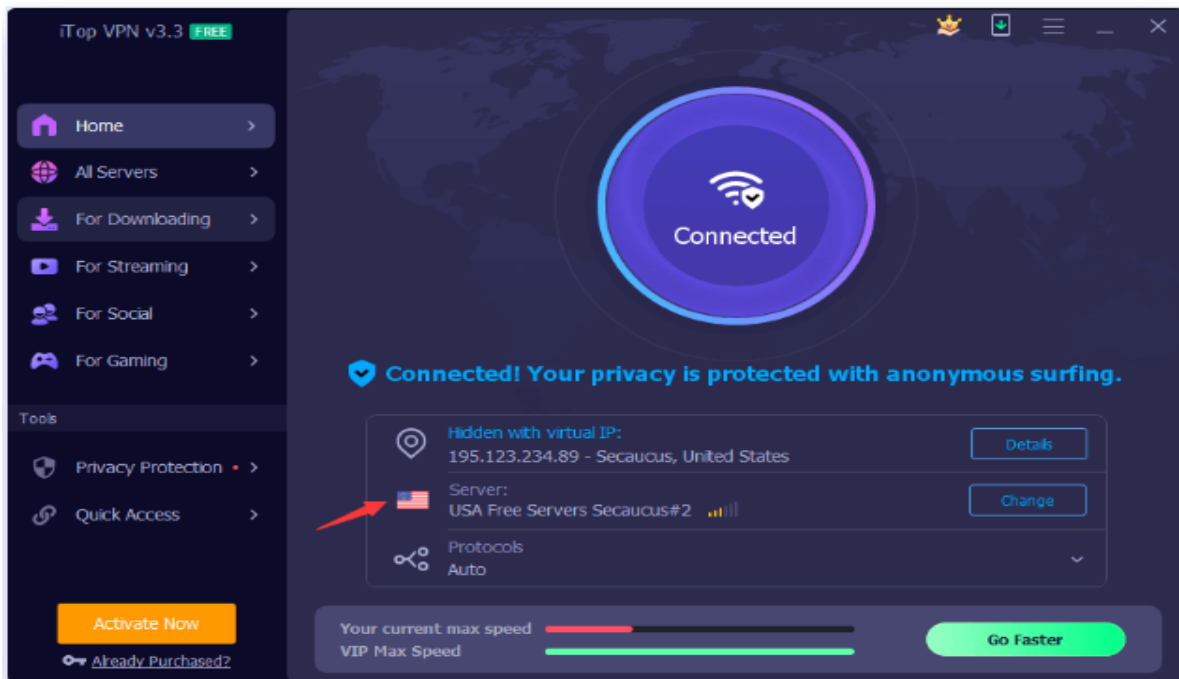 iTop VPN v3.3 FREE
Home
All Servers
For Downloading
For Streaming
For Social
For Gaming
Tools
Privacy Protection
Quick Access
Activate Now
Already Purchased?
Connected
Connected! Your privacy is protected with anonymous surfing.
Hidden with virtual IP:
195.123.234.89 - Secaucus, United States
Details
Server:
USA Free Servers Secaucus#2
Change
Protocols
Auto
Your current max speed
VIP Max Speed
Go Faster